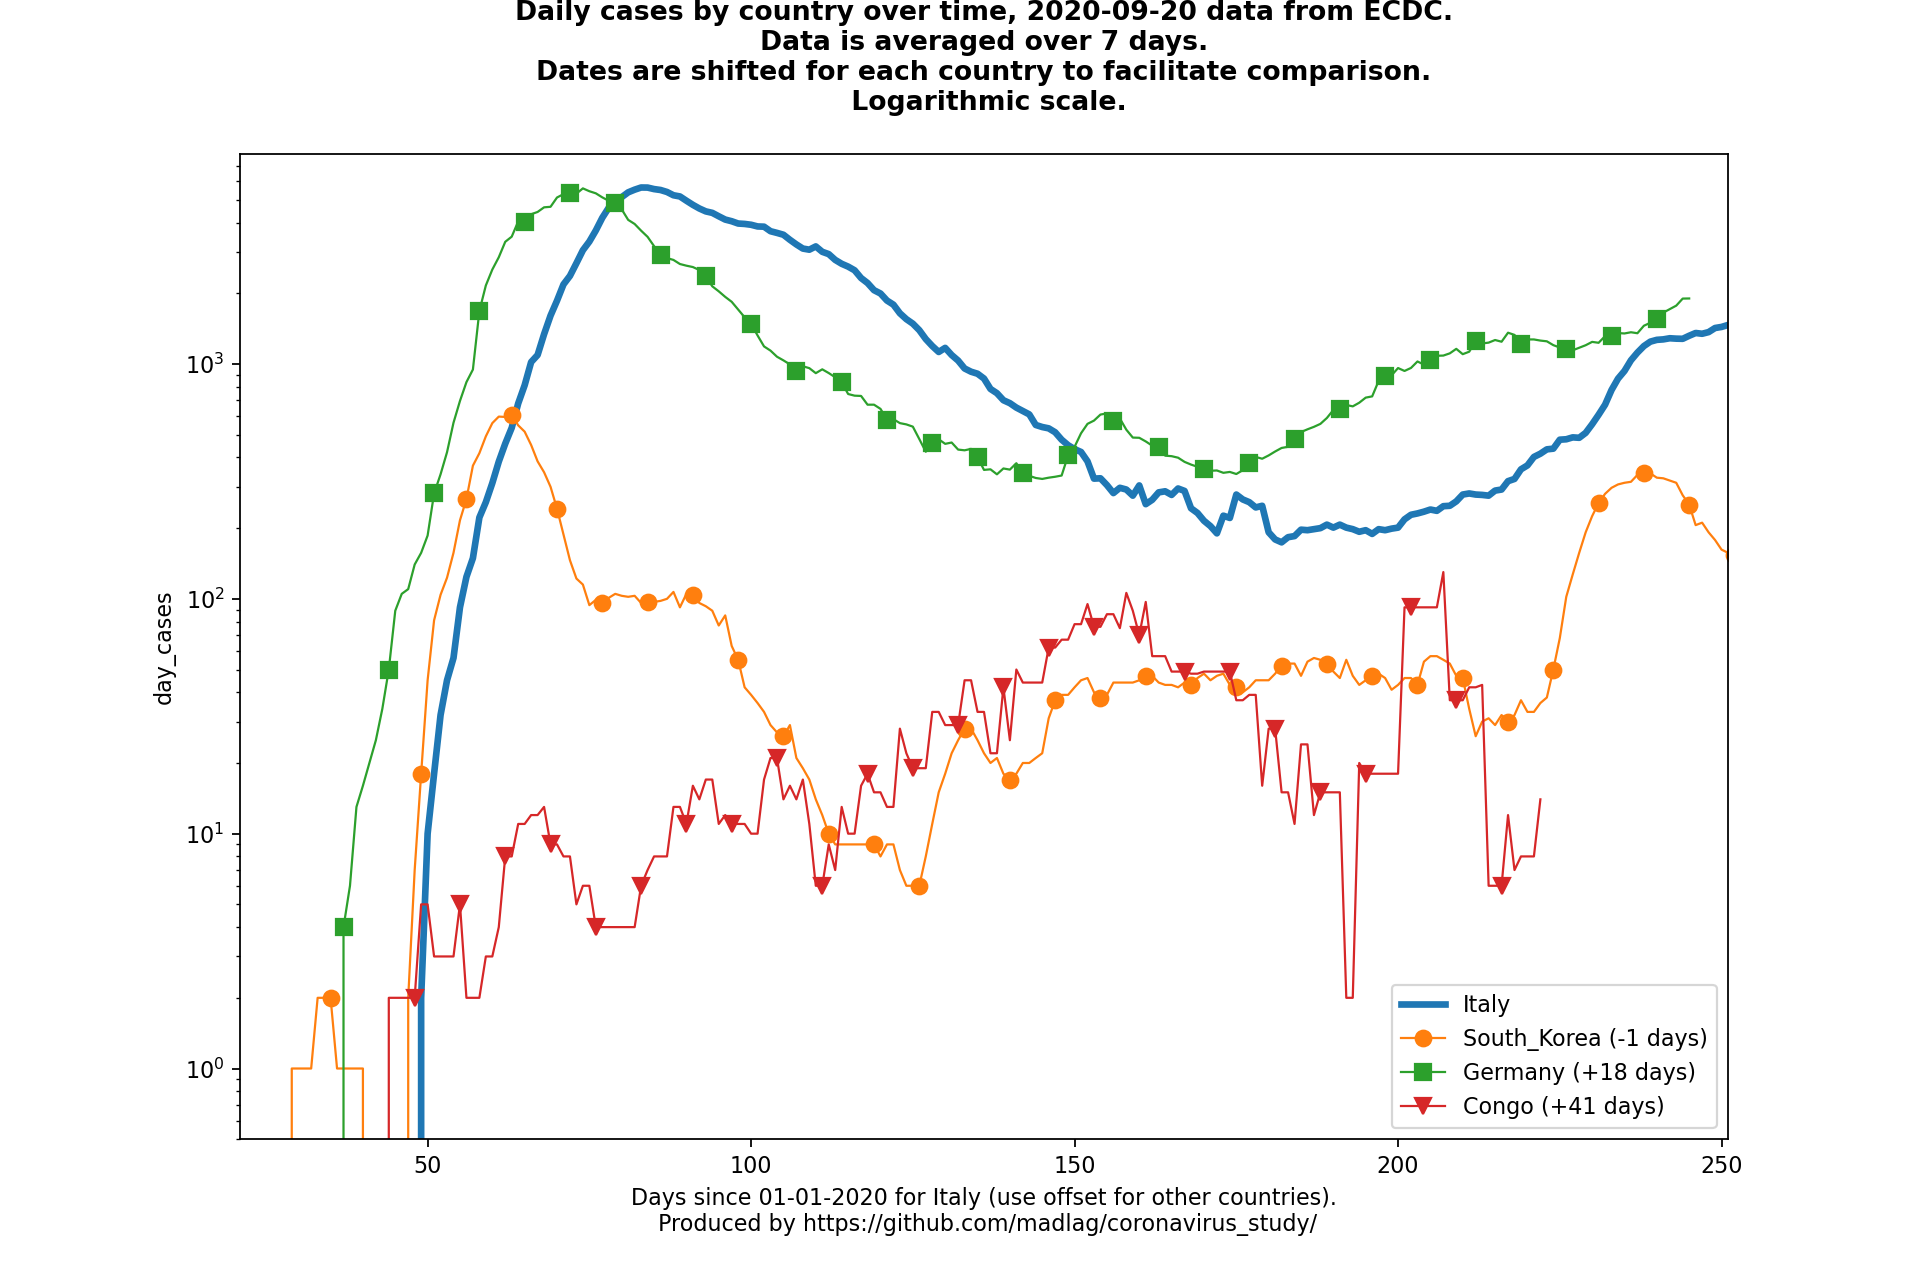 Daily cases by country over time, 2020-09-20 data from ECDC.
Data is averaged over 7 days.
Dates are shifted for each country to facilitate comparison.
Logarithmic scale.
day_cases
10³
10²
10¹
10⁰
Italy
South_Korea (-1 days)
Germany (+18 days)
Congo (+41 days)
50
100
150
200
250
Days since 01-01-2020 for Italy (use offset for other countries).
Produced by https://github.com/madlag/coronavirus_study/